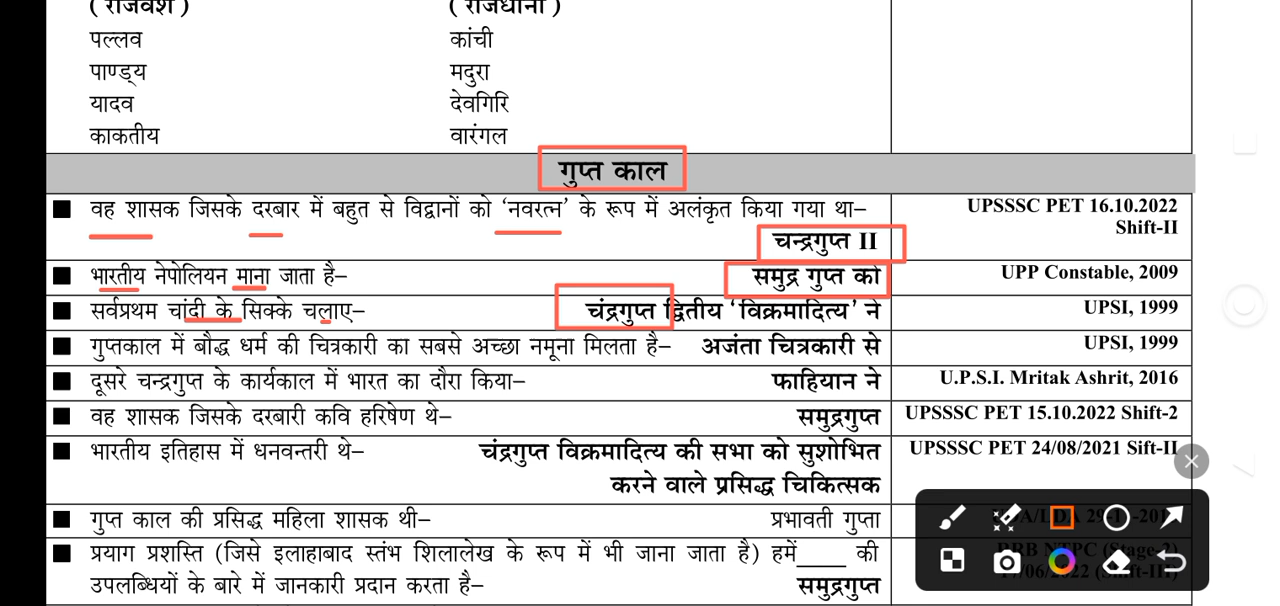 ( राजवंश ) ( राजधानी )
पल्लव कांची
पाण्ड्य मदुरा
यादव देवगिरि
काकतीय वारंगल
गुप्त काल
■ वह शासक जिसके दरबार में बहुत से विद्वानों को ‘नवरत्न’ के रूप में अलंकृत किया गया था– UPSSSC PET 16.10.2022
Shift-II
चन्द्रगुप्त II
■ भारतीय नेपोलियन माना जाता है– समुद्र गुप्त को UPP Constable, 2009
■ सर्वप्रथम चांदी के सिक्के चलाए– चंद्रगुप्त द्वितीय ‘विक्रमादित्य’ ने UPSI, 1999
■ गुप्तकाल में बौद्ध धर्म की चित्रकारी का सबसे अच्छा नमूना मिलता है– अजंता चित्रकारी से UPSI, 1999
■ दूसरे चन्द्रगुप्त के कार्यकाल में भारत का दौरा किया– फाहियान ने U.P.S.I. Mritak Ashrit, 2016
■ वह शासक जिसके दरबारी कवि हरिषेण थे– समुद्रगुप्त UPSSSC PET 15.10.2022 Shift-2
■ भारतीय इतिहास में धनवन्तरी थे– चंद्रगुप्त विक्रमादित्य की सभा को सुशोभित UPSSSC PET 24/08/2021 Sift-II
करने वाले प्रसिद्ध चिकित्सक
■ गुप्त काल की प्रसिद्ध महिला शासक थी– प्रभावती गुप्ता
■ प्रयाग प्रशस्ति (जिसे इलाहाबाद स्तंभ शिलालेख के रूप में भी जाना जाता है) हमें____ की
उपलब्धियों के बारे में जानकारी प्रदान करता है– समुद्रगुप्त